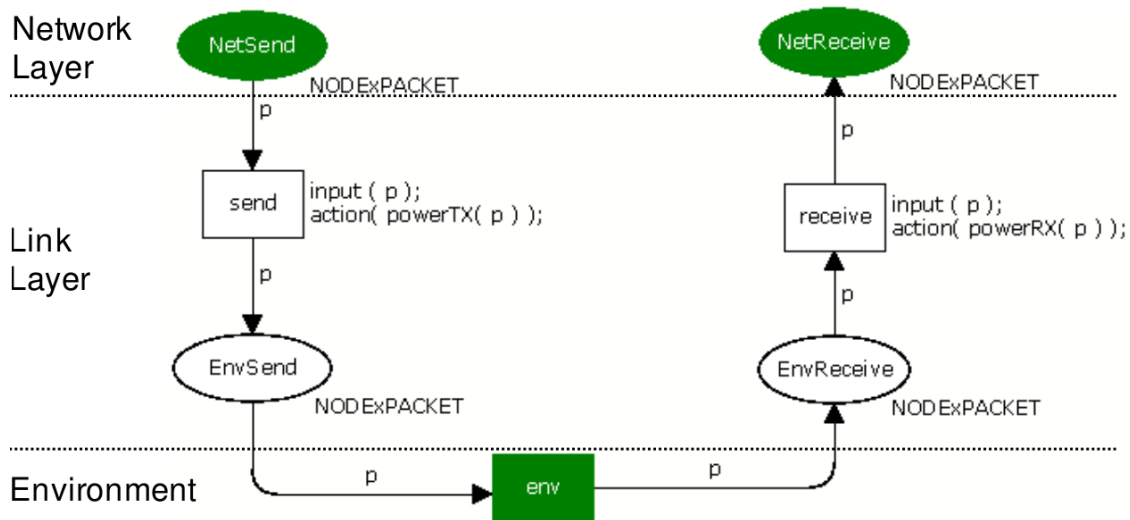 Network
Layer
NetSend
NODExPACKET
NetReceive
NODExPACKET
p
p
Link
Layer
send
input ( p );
action( powerTX( p ) );
receive
input ( p );
action( powerRX( p ) );
p
p
EnvSend
NODExPACKET
EnvReceive
NODExPACKET
Environment
p
env
p